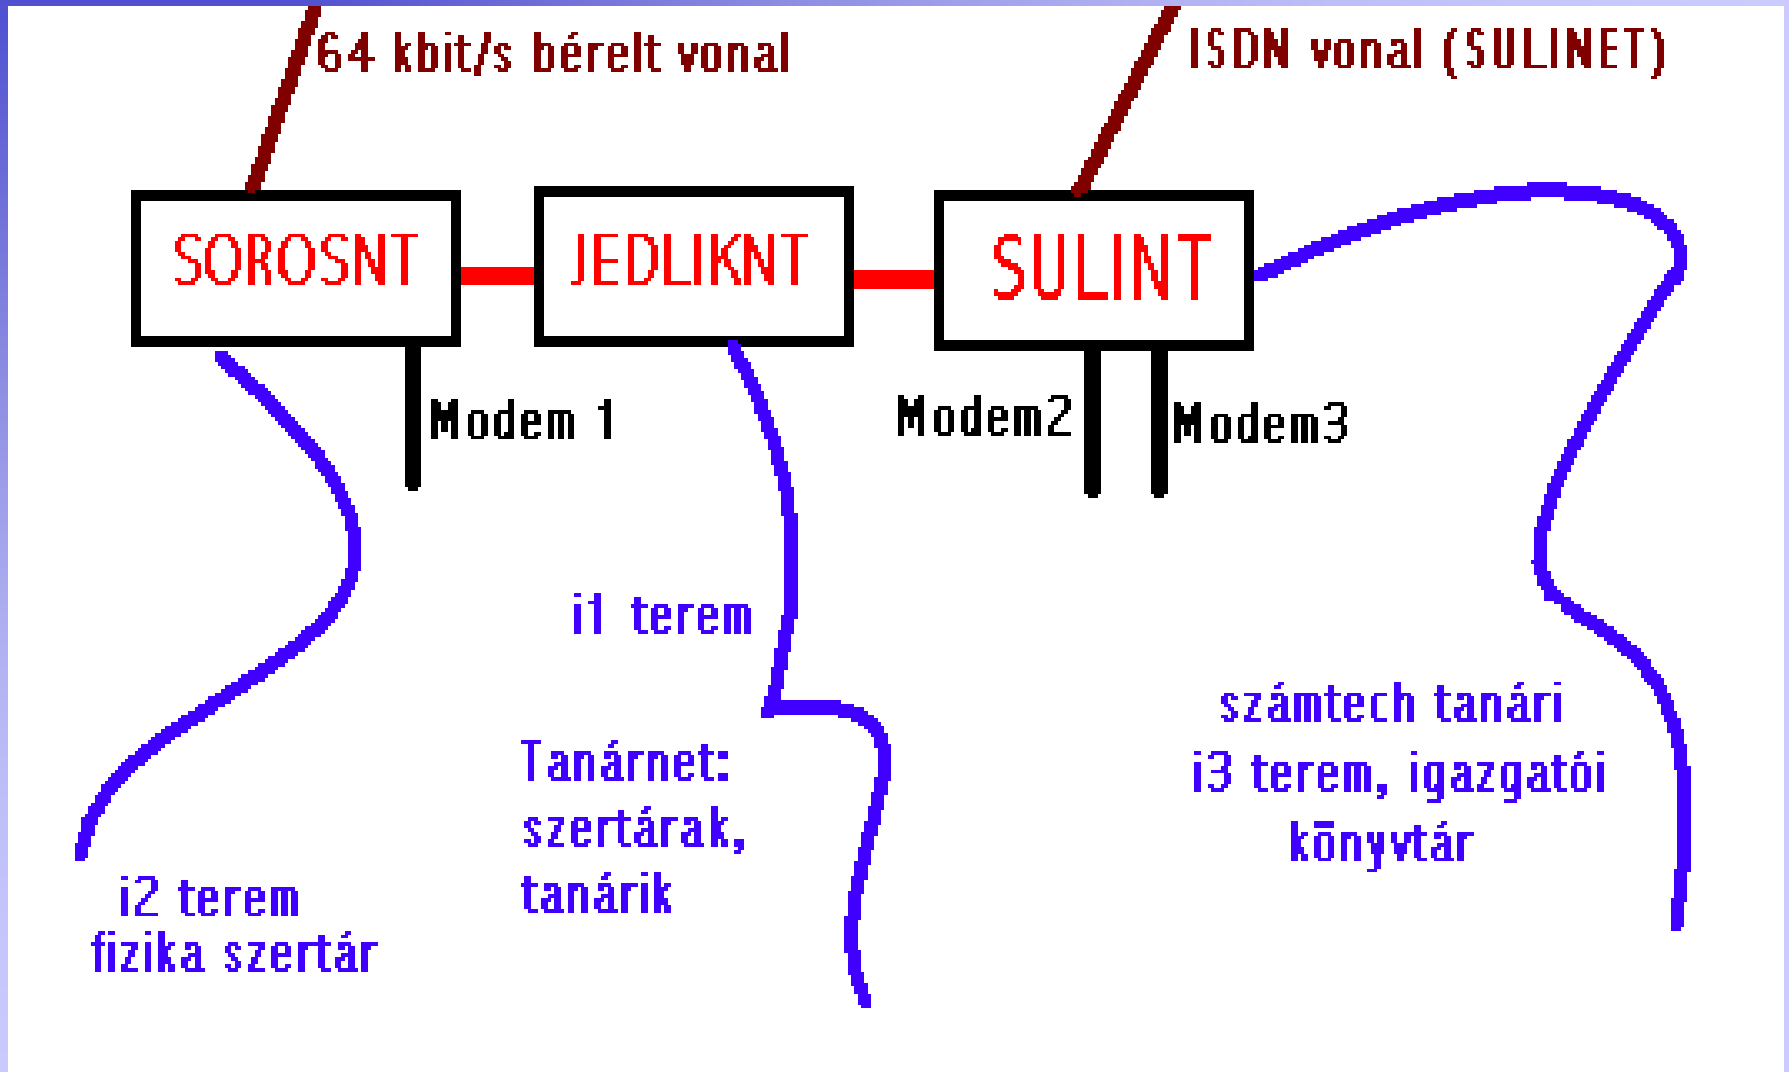 64 kbit/s bérelt vonal
ISDN vonal (SULINET)
SOROSNT
JEDLIKNT
SULINT
Modem 1
Modem2
Modem3
i1 terem
Tanárnet:
szertárak,
tanárik
számtech tanári
i3 terem, igazgatói
kōnyvtár
i2 terem
fizika szertár